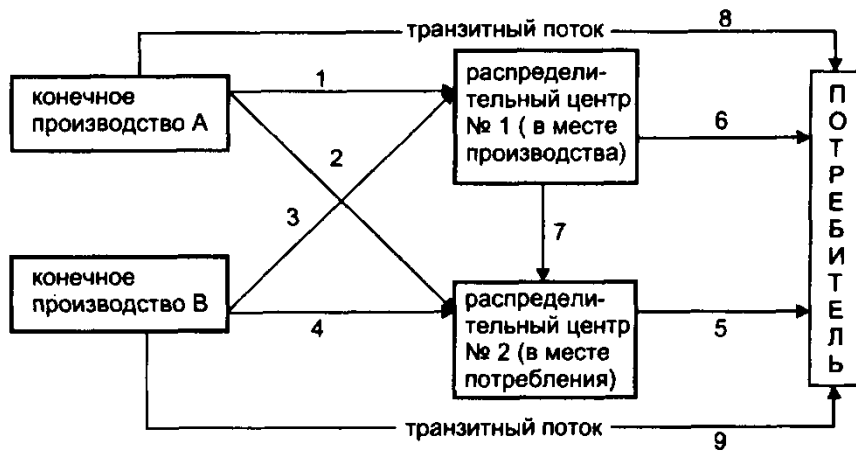 транзитный поток
8
конечное
производство А
1
распредели-
тельный центр
№ 1 ( в месте
производства)
6
2
3
7
ПОТРЕБИТЕЛЬ
конечное
производство В
4
распредели-
тельный центр
№ 2 (в месте
потребления)
5
транзитный поток
9